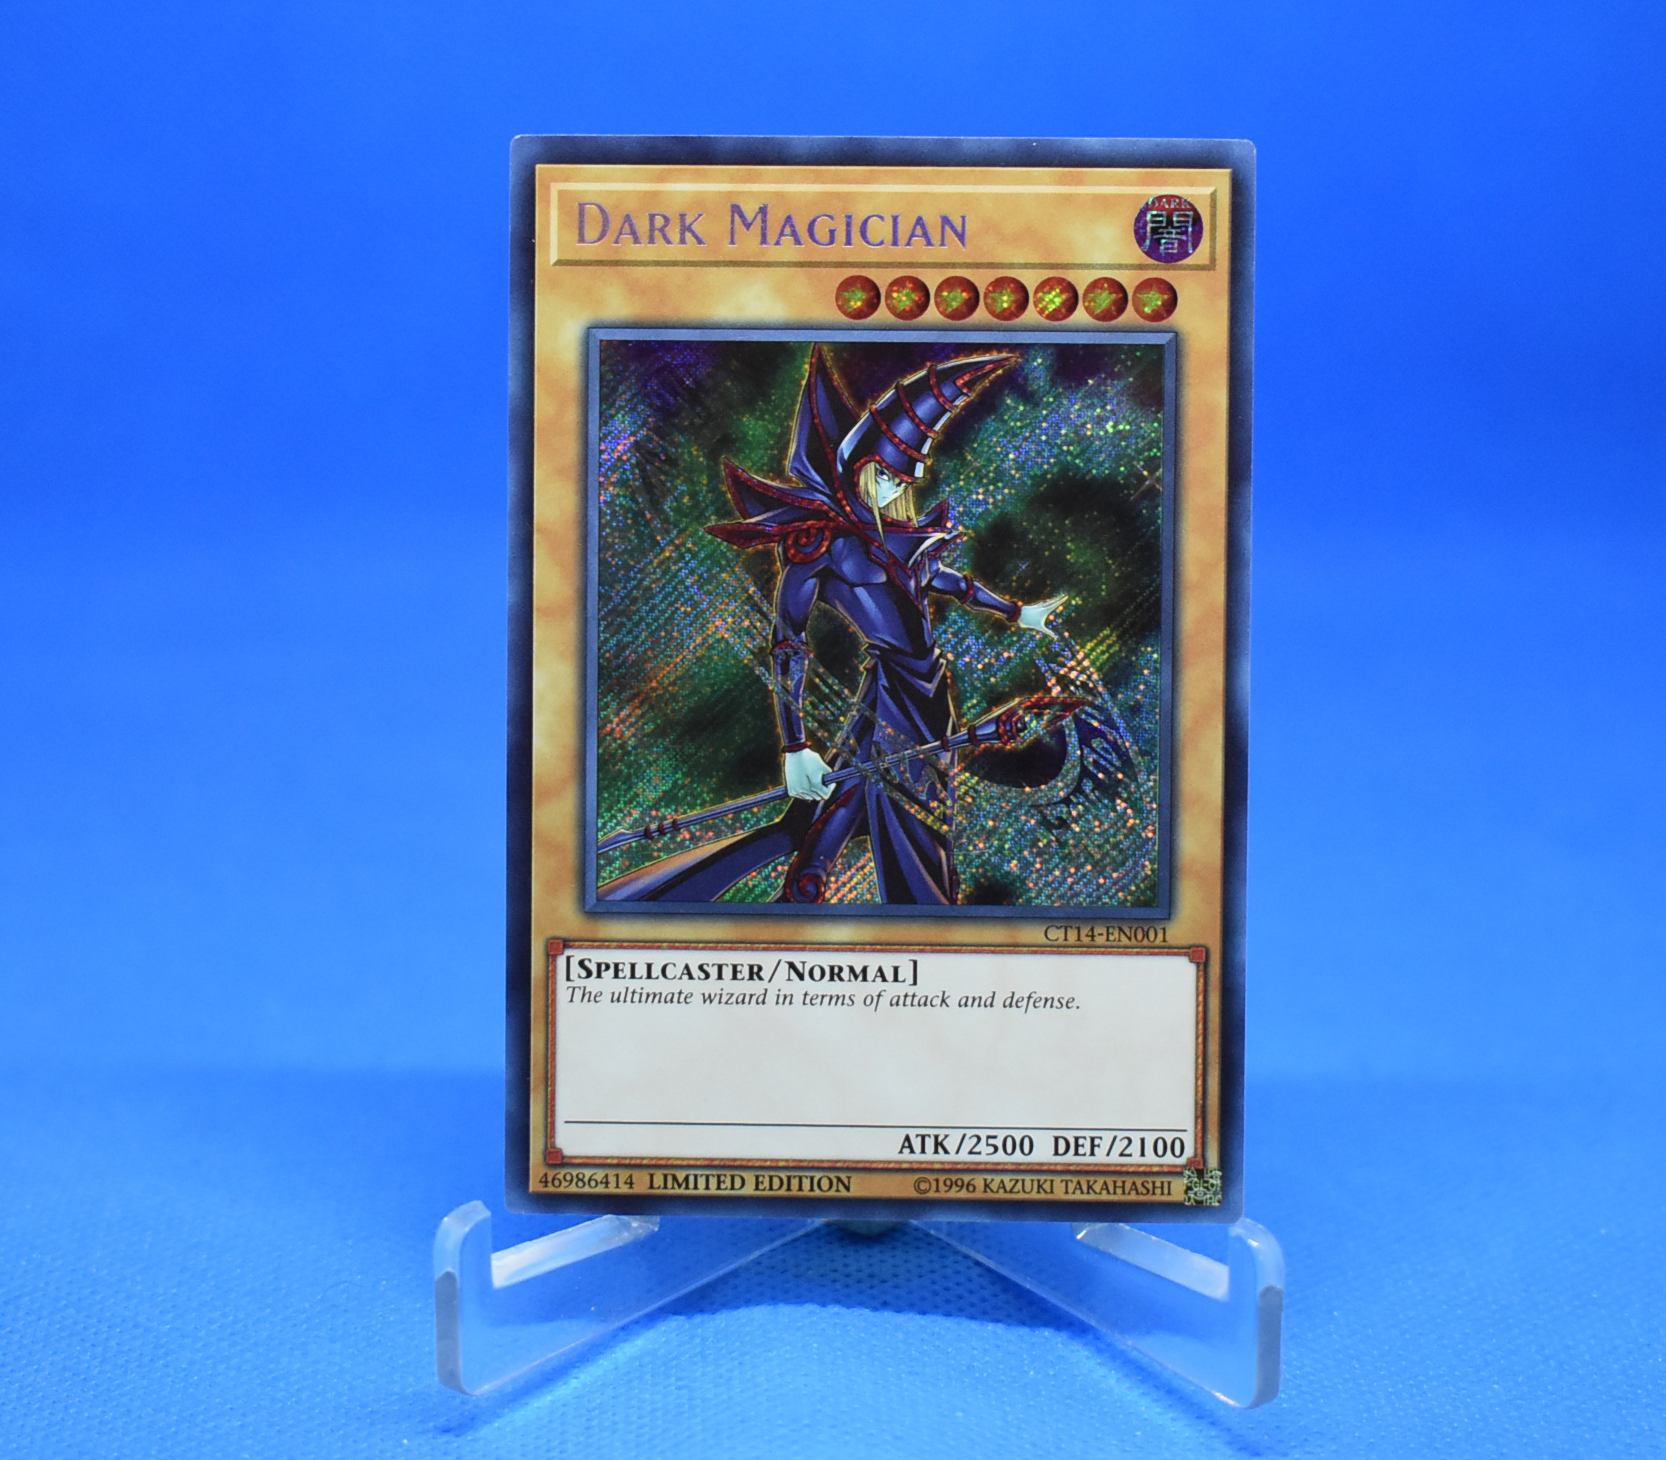 DARK MAGICIAN
DARK
闇
CT14-EN001
[SPELLCASTER/NORMAL]
The ultimate wizard in terms of attack and defense.
ATK/2500 DEF/2100
46986414 LIMITED EDITION
©1996 KAZUKI TAKAHASHI